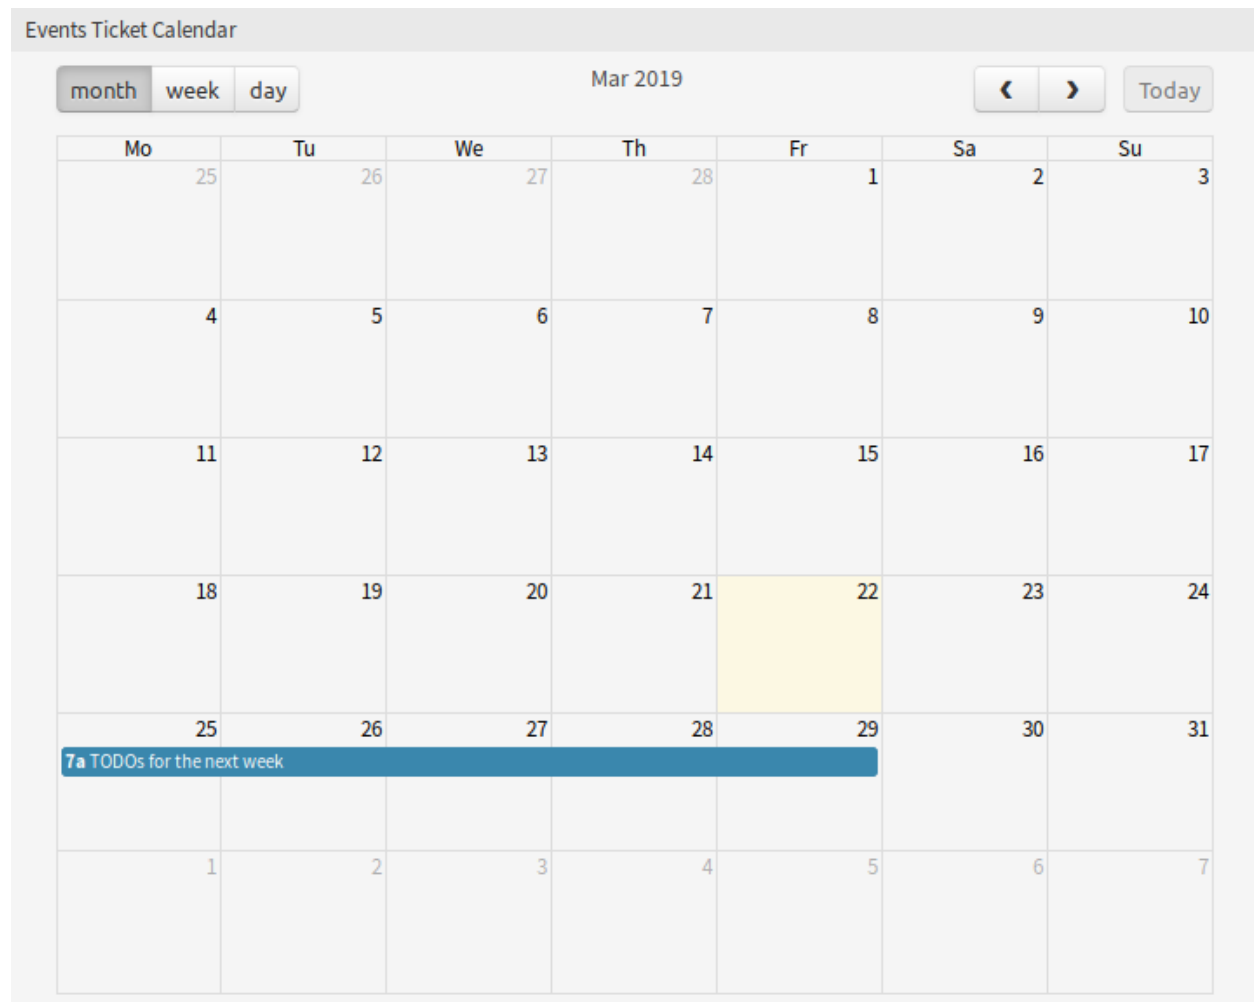 Events Ticket Calendar
month week day Mar 2019 ❮ ❯ Today
Mo Tu We Th Fr Sa Su
25 26 27 28 1 2 3
4 5 6 7 8 9 10
11 12 13 14 15 16 17
18 19 20 21 22 23 24
25 26 27 28 29 30 31
7a TODOs for the next week
1 2 3 4 5 6 7